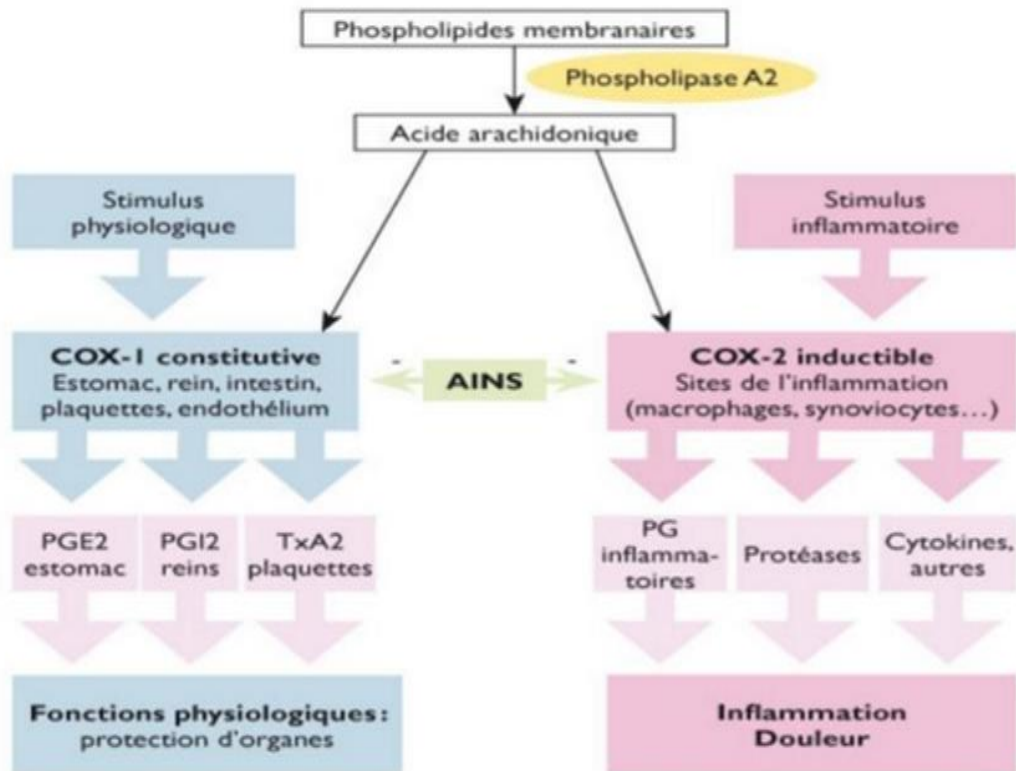 Phospholipides membranaires
Phospholipase A2
Acide arachidonique
Stimulus
physiologique
Stimulus
inflammatoire
COX-1 constitutive
Estomac, rein, intestin,
plaquettes, endothélium
-
AINS
-
COX-2 inductible
Sites de l'inflammation
(macrophages, synoviocytes...)
PGE2
estomac
PGI2
reins
TxA2
plaquettes
PG
inflamma-
toires
Protéases
Cytokines,
autres
Fonctions physiologiques :
protection d'organes
Inflammation
Douleur